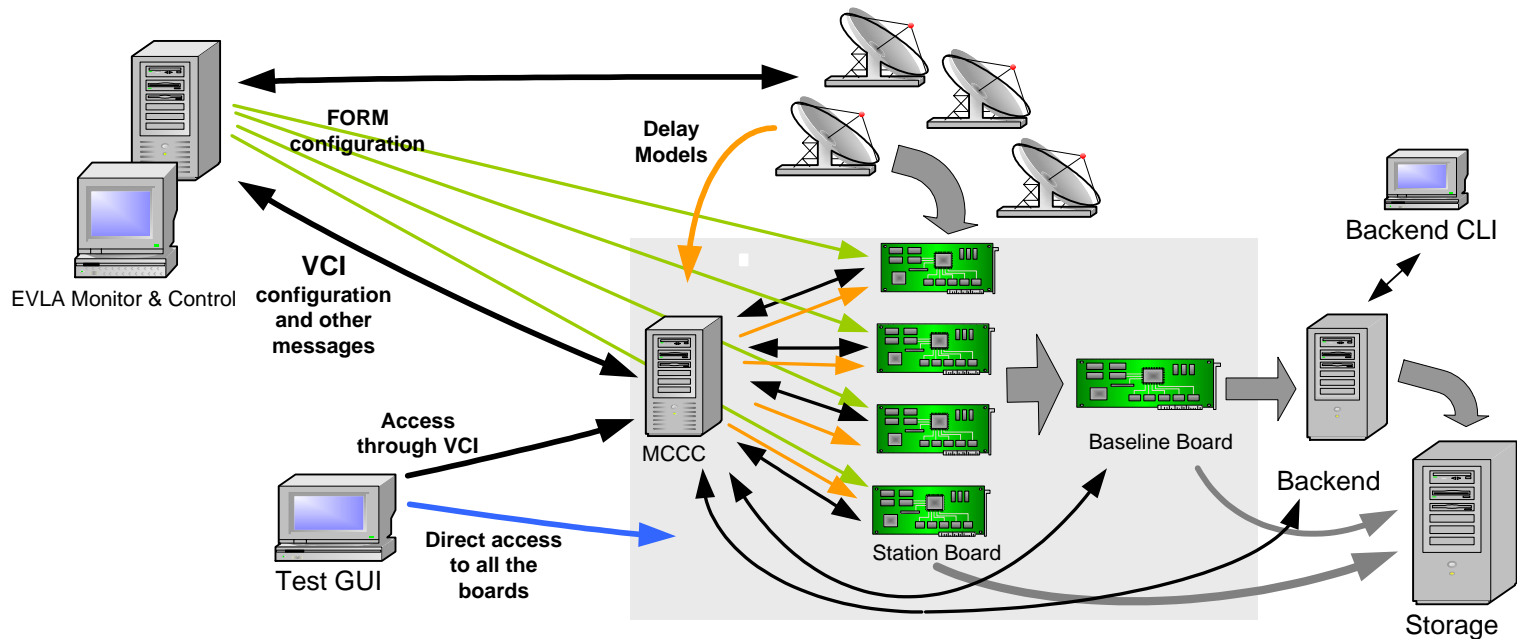 FORM
configuration
Delay
Models
EVLA Monitor & Control
VCI
configuration
and other
messages
Backend CLI
Access
through VCI
MCCC
Baseline Board
Backend
Station Board
Test GUI
Direct access
to all the
boards
Storage